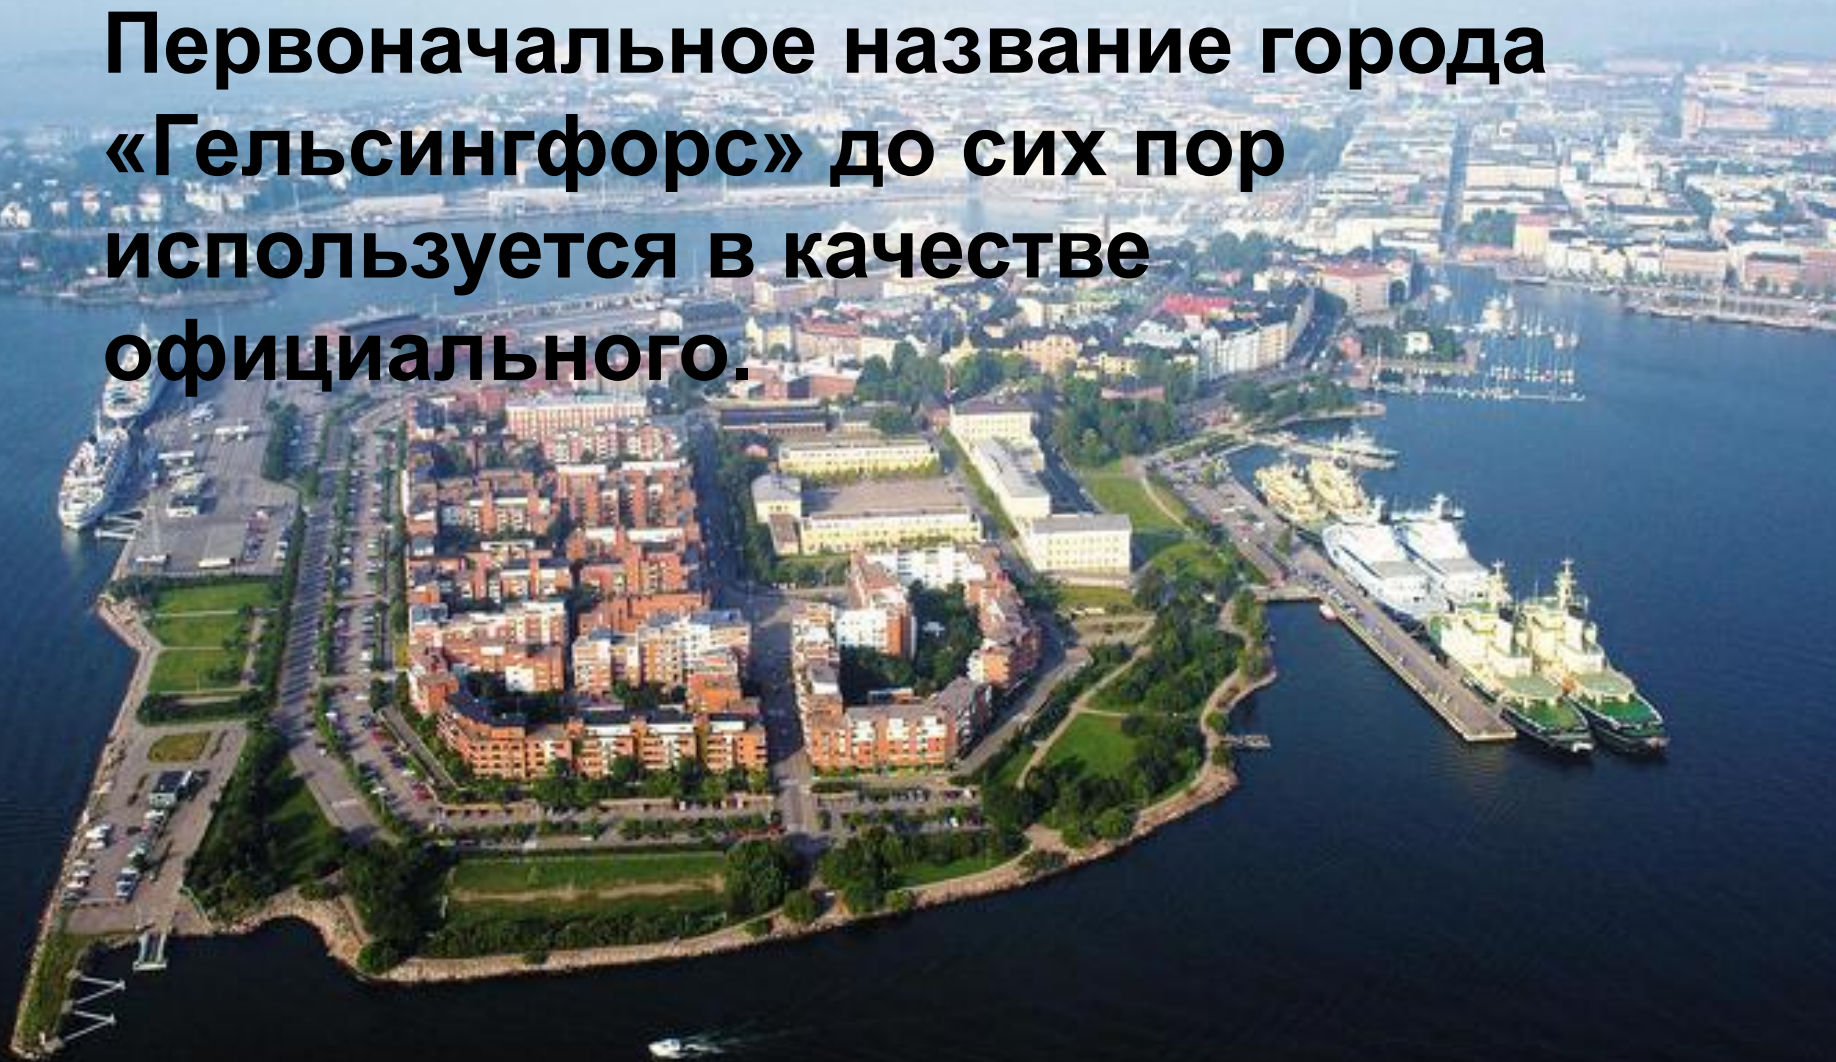 Первоначальное название города
«Гельсингфорс» до сих пор
используется в качестве
официального.